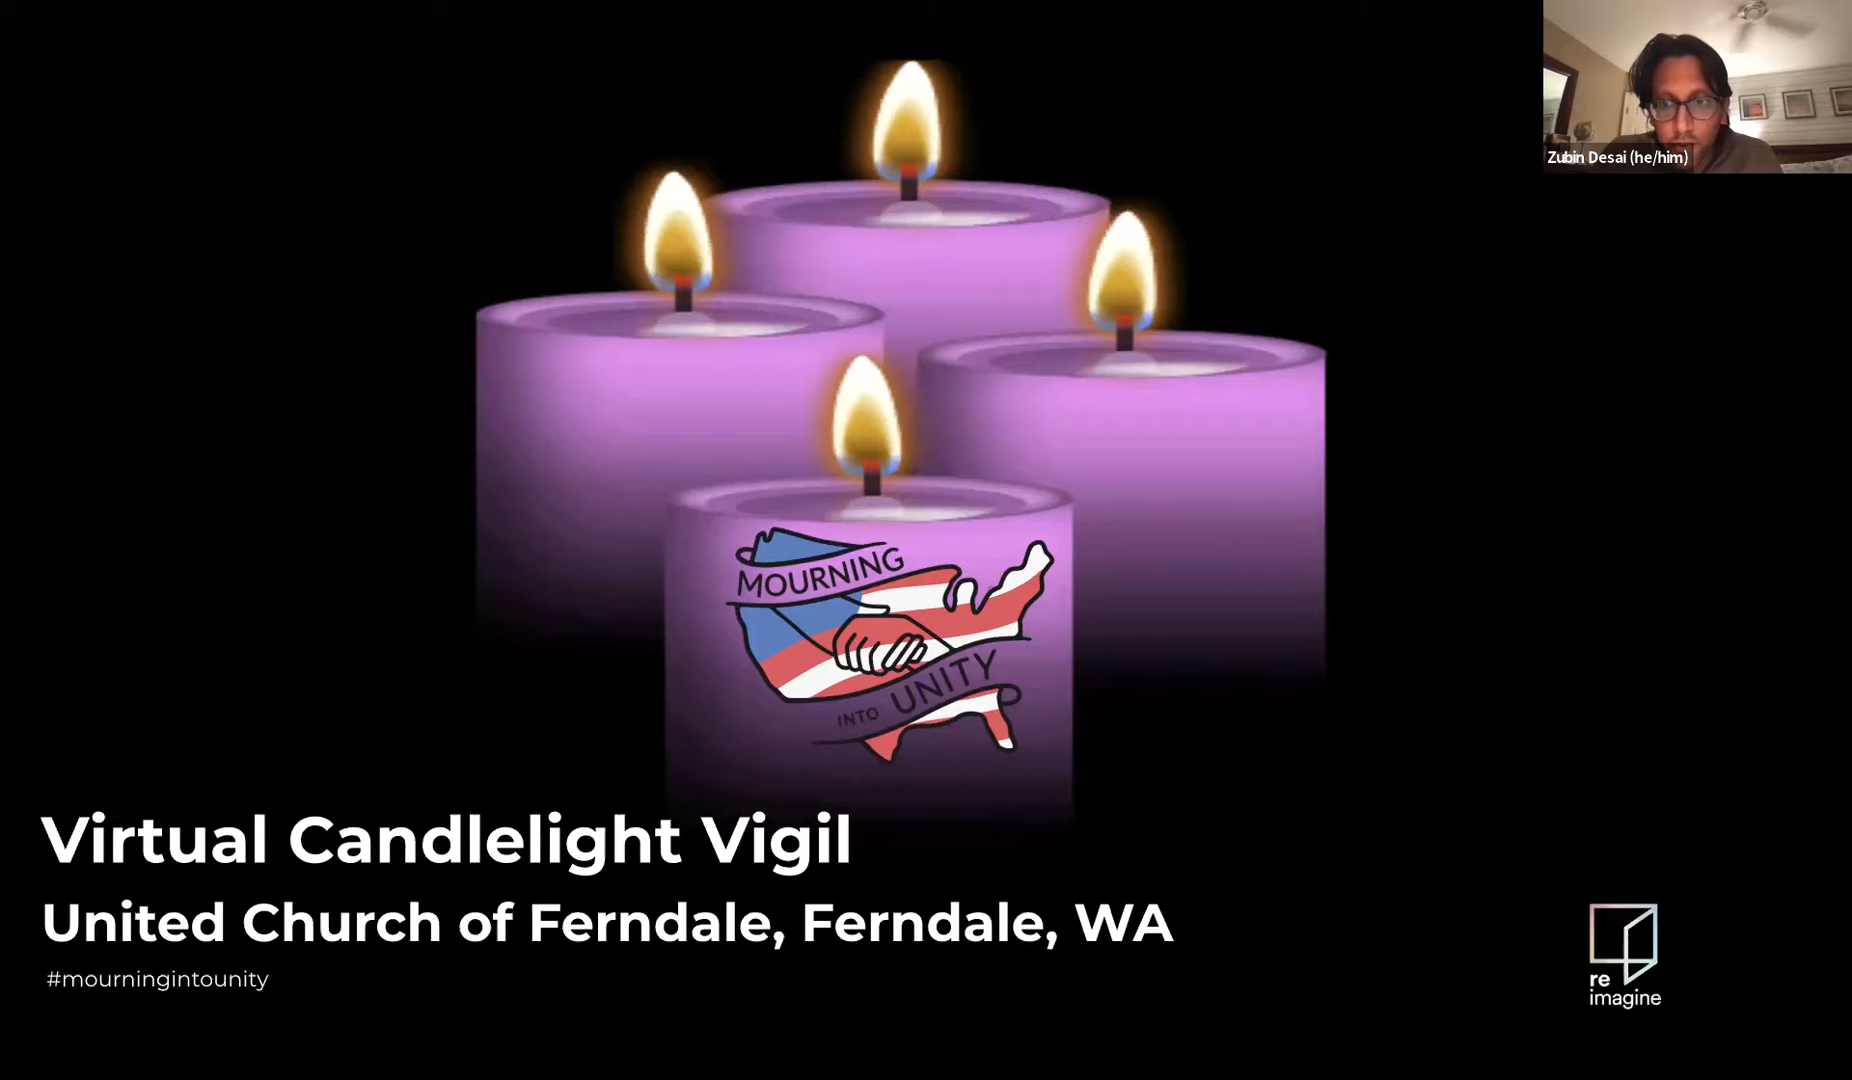 Zubin Desai (he/him)
MOURNING
INTO UNITY
Virtual Candlelight Vigil
United Church of Ferndale, Ferndale, WA
#mourningintounity
re
imagine